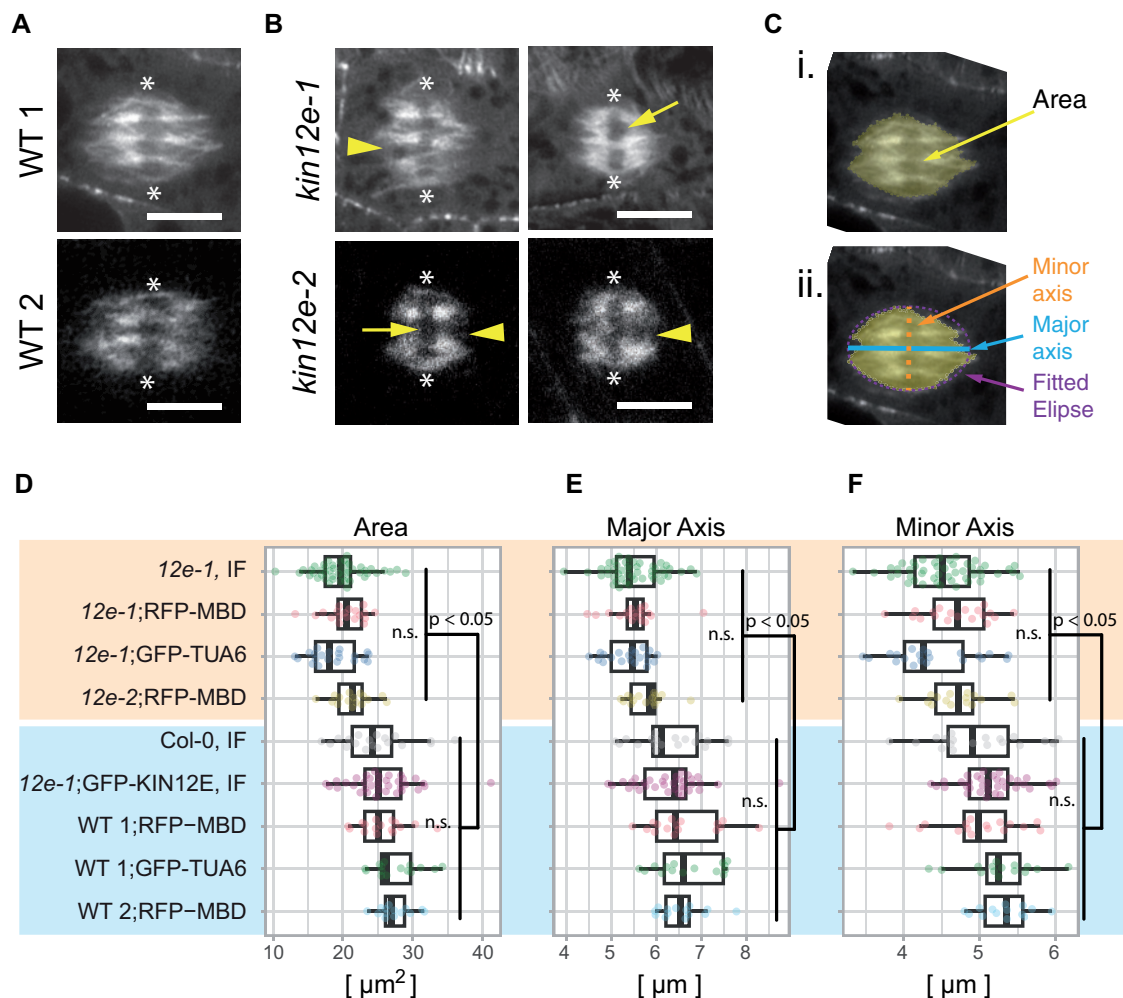 A
B
C
WT 1
*
*
kin12e-1
*
*
*
*
i.
Area
WT 2
*
*
kin12e-2
*
*
*
*
ii.
Minor
axis
Major
axis
Fitted
Elipse
D
E
F
Area
Major Axis
Minor Axis
12e-1, IF
12e-1;RFP-MBD
12e-1;GFP-TUA6
12e-2;RFP-MBD
Col-0, IF
12e-1;GFP-KIN12E, IF
WT 1;RFP−MBD
WT 1;GFP-TUA6
WT 2;RFP−MBD
n.s.
p < 0.05
n.s.
n.s.
p < 0.05
n.s.
n.s.
p < 0.05
n.s.
10 20 30 40
4 5 6 7 8
4 5 6
[ µm² ]
[ µm ]
[ µm ]